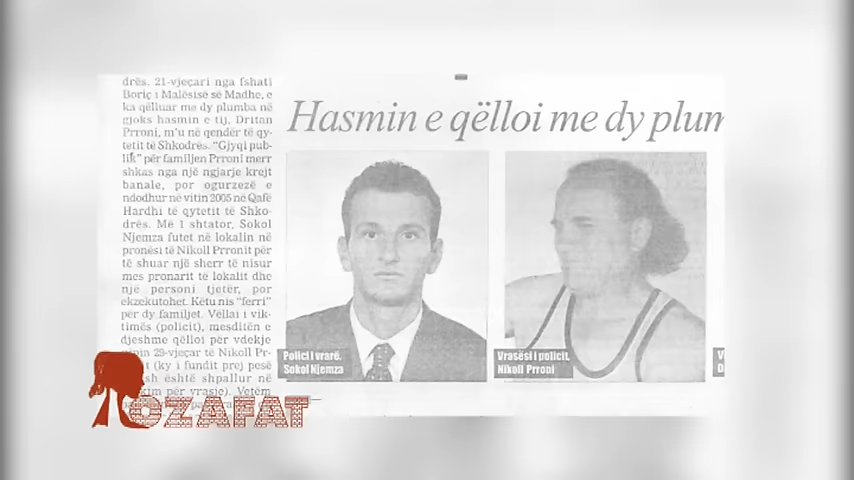 drës. 21-vjeçari nga fshati
Boriç i Malësisë së Madhe, e
ka qëlluar me dy plumba në
gjoks hasmin e tij, Dritan
Prroni, m'u në qendër të qy-
tetit të Shkodrës. "Gjyqi pub-
lik" për familjen Prroni merr
shkas nga një ngjarje krejt
banale, por ogurzezë e
ndodhur në vitin 2005 në Qafë
Hardhi të qytetit të Shko-
drës. Më 1 shtator, Sokol
Njemza futet në lokalin në
pronësi të Nikoll Prronit për
të shuar një sherr të nisur
mes pronarit të lokalit dhe
një personi tjetër, por
ekzekutohet. Këtu nis "ferri"
për dy familjet. Vëllai i vik-
timës (policit), mesditën e
djeshme qëlloi për vdekje
29-vjeçar të Nikoll Pr-
(ky i fundit prej pesë
është shpallur në
për vrasje). Vetëm
Hasmin e qëlloi me dy plum
Polici i vrarë,
Sokol Njemza
Vrasësi i policit,
Nikoll Prroni
V
D
ROZAFAT